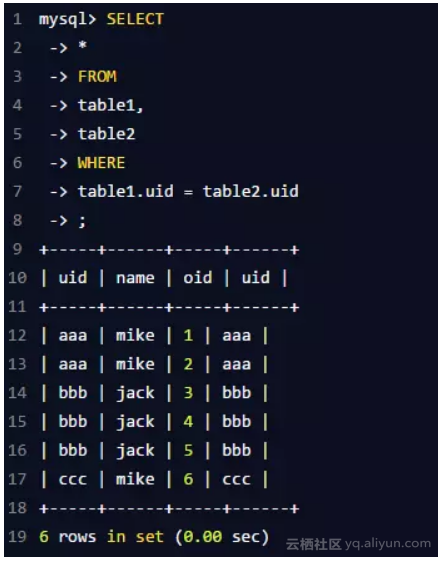 1 mysql> SELECT
2 -> *
3 -> FROM
4 -> table1,
5 -> table2
6 -> WHERE
7 -> table1.uid = table2.uid
8 -> ;
9 +-----+------+-----+------+
10 | uid | name | oid | uid |
11 +-----+------+-----+------+
12 | aaa | mike | 1 | aaa |
13 | aaa | mike | 2 | aaa |
14 | bbb | jack | 3 | bbb |
15 | bbb | jack | 4 | bbb |
16 | bbb | jack | 5 | bbb |
17 | ccc | mike | 6 | ccc |
18 +-----+------+-----+------+
19 6 rows in set (0.00 sec)
云栖社区 yq.aliyun.com